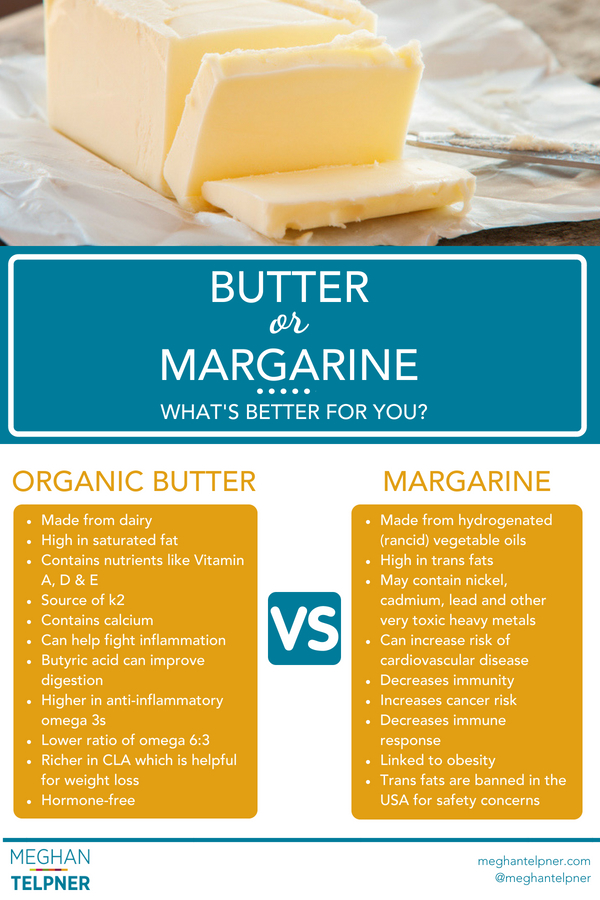 BUTTER
or
MARGARINE
WHAT'S BETTER FOR YOU?
ORGANIC BUTTER
• Made from dairy
• High in saturated fat
• Contains nutrients like Vitamin
A, D & E
• Source of k2
• Contains calcium
• Can help fight inflammation
• Butyric acid can improve
digestion
• Higher in anti-inflammatory
omega 3s
• Lower ratio of omega 6:3
• Richer in CLA which is helpful
for weight loss
• Hormone-free
VS
MARGARINE
• Made from hydrogenated
(rancid) vegetable oils
• High in trans fats
• May contain nickel,
cadmium, lead and other
very toxic heavy metals
• Can increase risk of
cardiovascular disease
• Decreases immunity
• Increases cancer risk
• Decreases immune
response
• Linked to obesity
• Trans fats are banned in the
USA for safety concerns
MEGHAN
TELPNER
meghantelpner.com
@meghantelpner